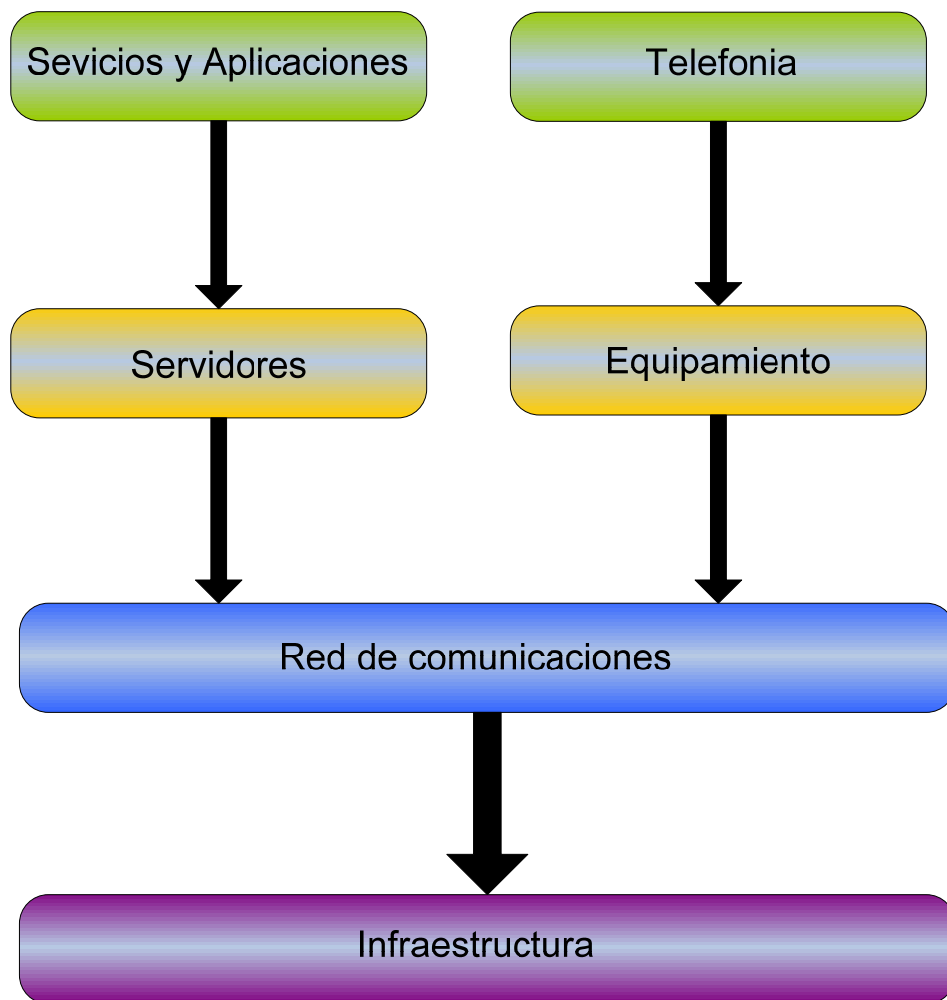 Sevicios y Aplicaciones
Telefonia
Servidores
Equipamiento
Red de comunicaciones
Infraestructura